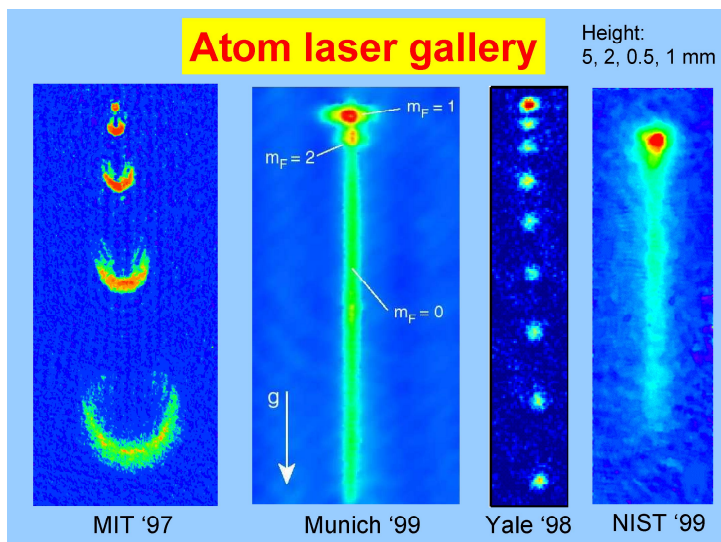 Atom laser gallery
Height:
5, 2, 0.5, 1 mm
m_F = 1
m_F = 2
m_F = 0
g
MIT ‘97
Munich ‘99
Yale ‘98
NIST ‘99